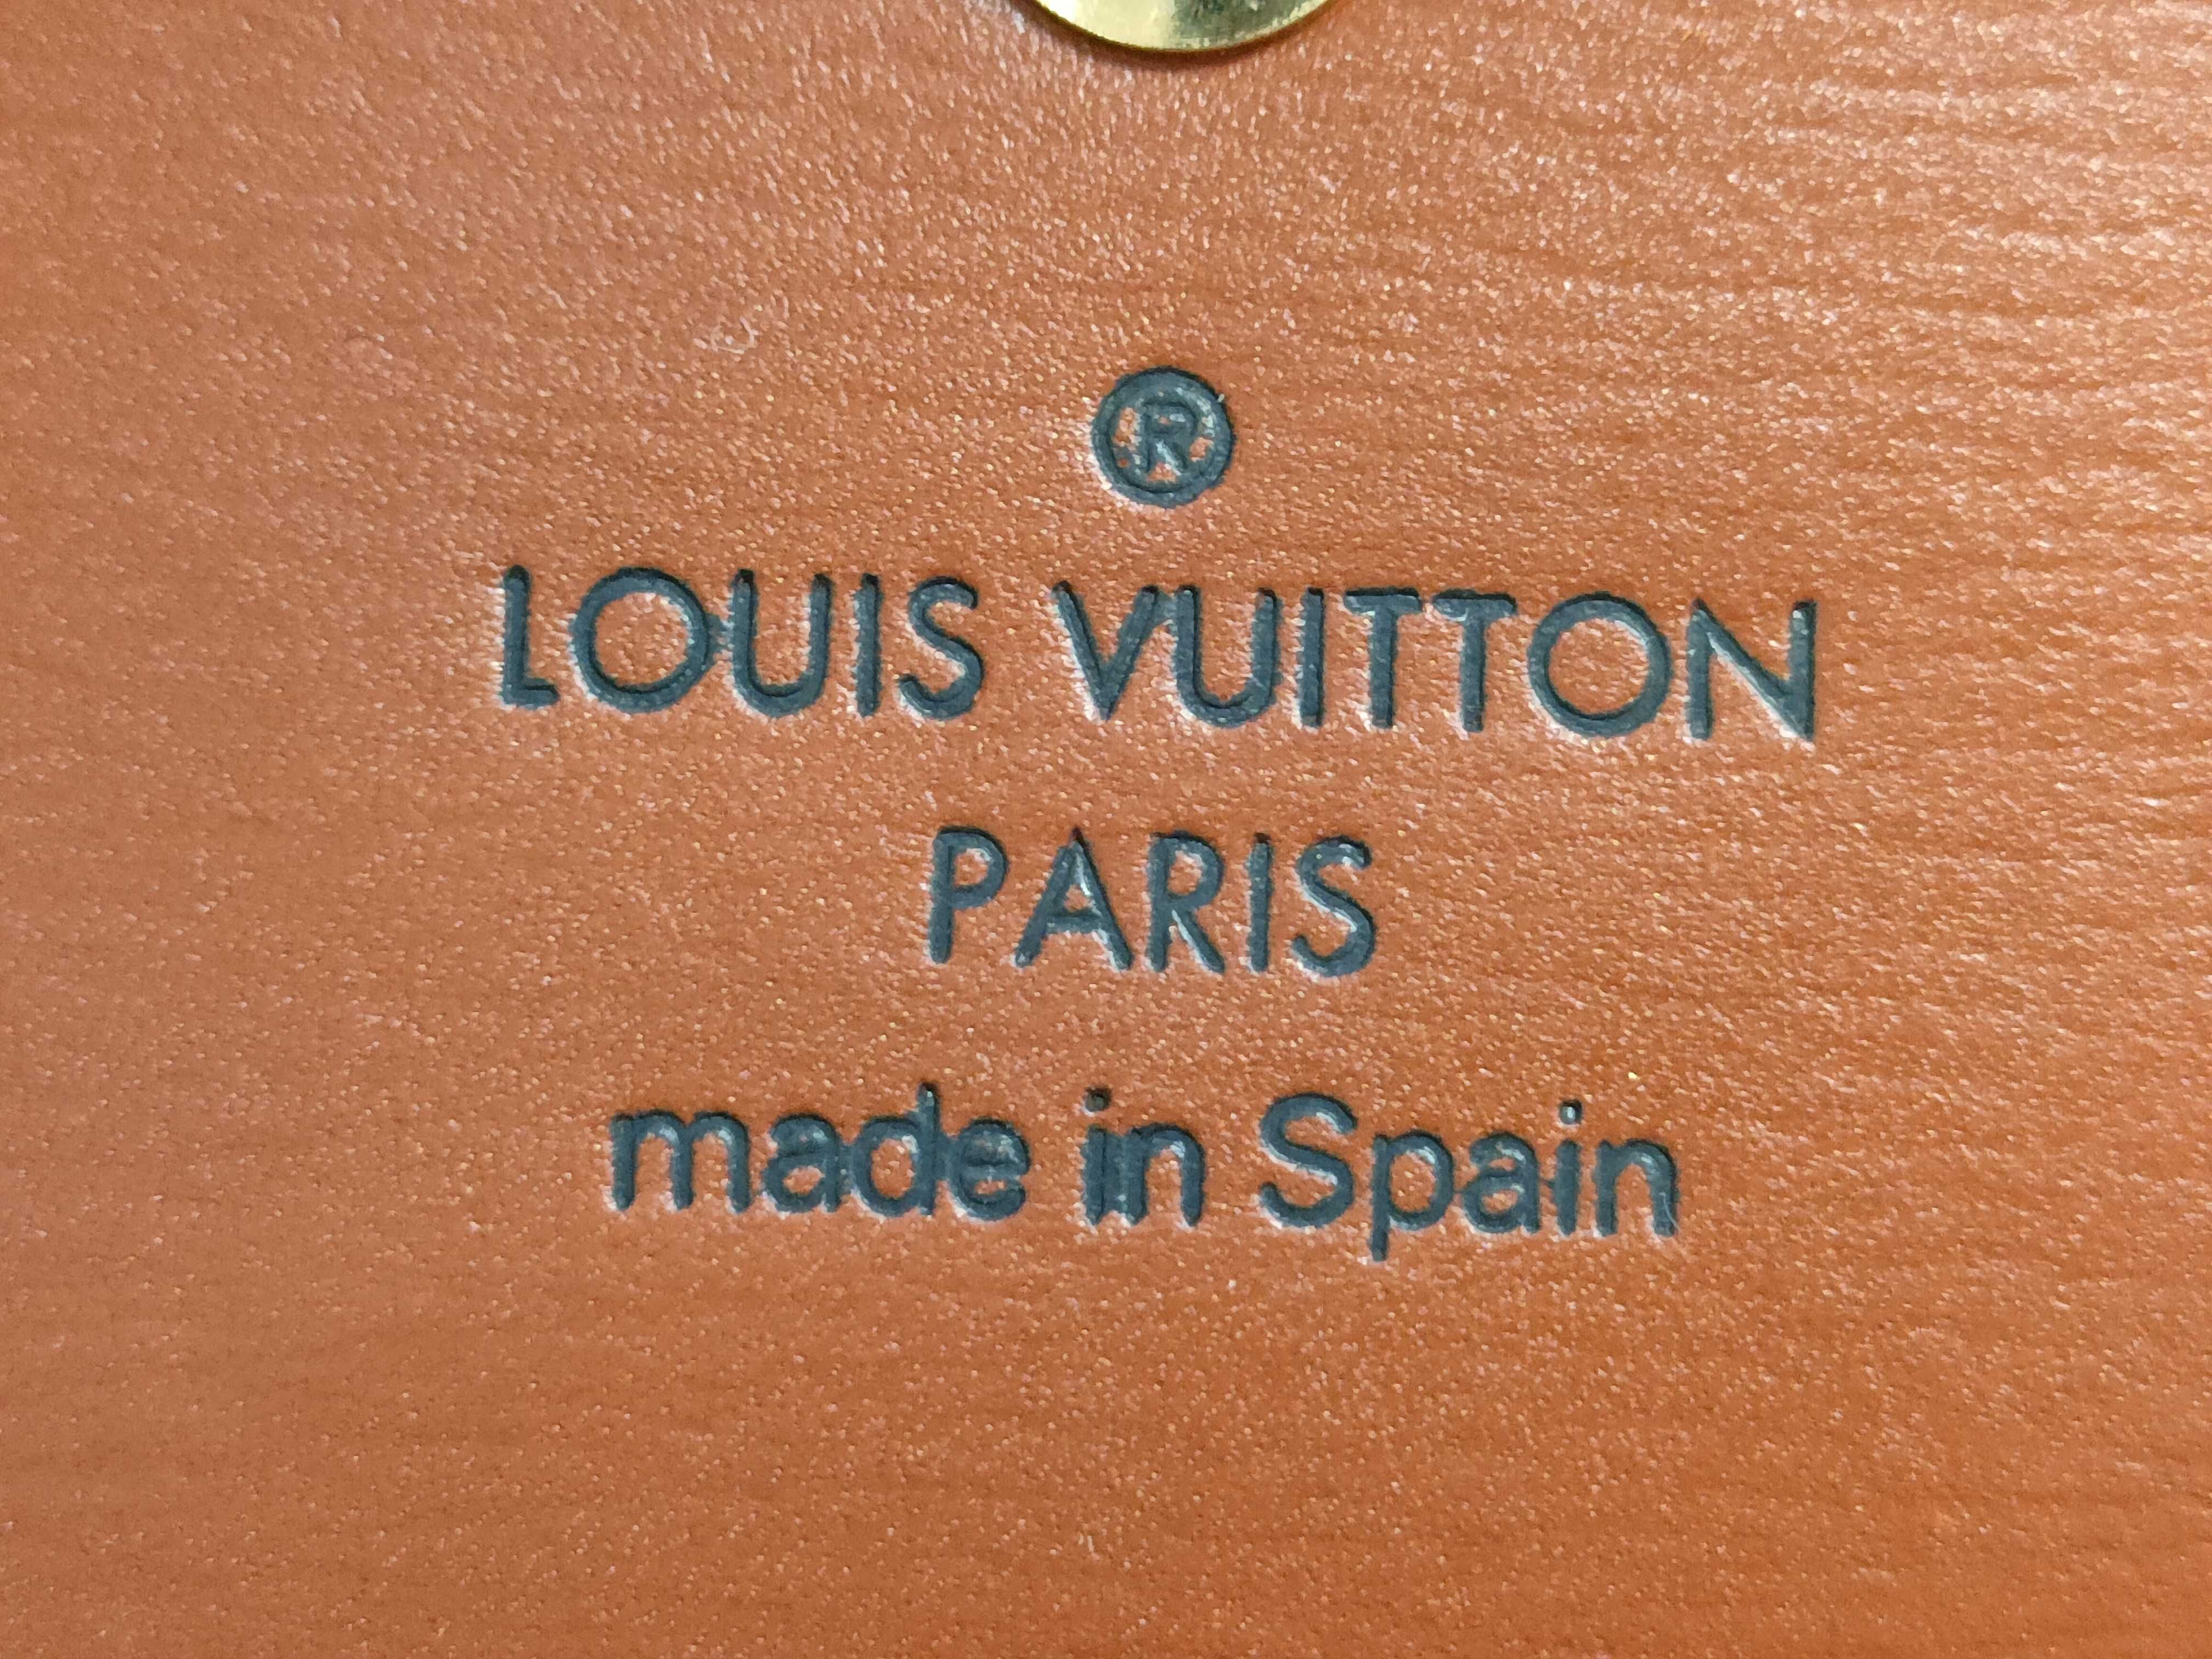 ®
LOUIS VUITTON
PARIS
made in Spain